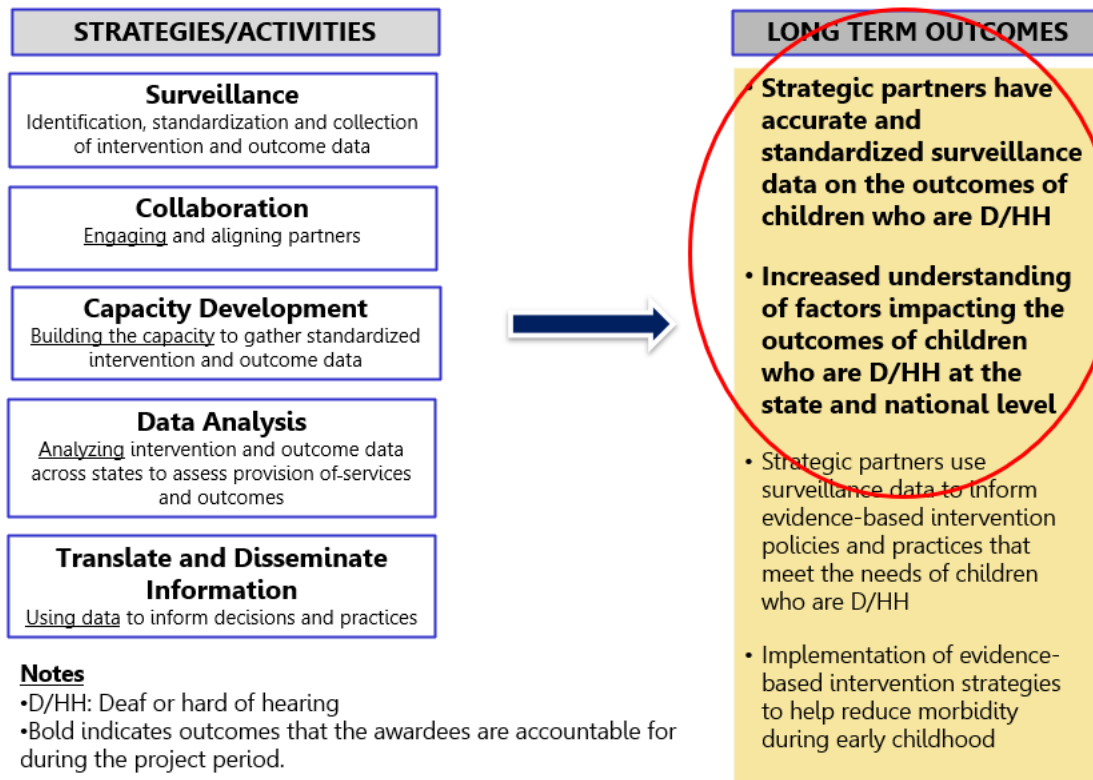 STRATEGIES/ACTIVITIES
Surveillance
Identification, standardization and collection
of intervention and outcome data
Collaboration
Engaging and aligning partners
Capacity Development
Building the capacity to gather standardized
intervention and outcome data
Data Analysis
Analyzing intervention and outcome data
across states to assess provision of-services
and outcomes
Translate and Disseminate
Information
Using data to inform decisions and practices
Notes
•D/HH: Deaf or hard of hearing
•Bold indicates outcomes that the awardees are accountable for
during the project period.
LONG TERM OUTCOMES
• Strategic partners have
accurate and
standardized surveillance
data on the outcomes of
children who are D/HH
• Increased understanding
of factors impacting the
outcomes of children
who are D/HH at the
state and national level
• Strategic partners use
surveillance data to inform
evidence-based intervention
policies and practices that
meet the needs of children
who are D/HH
• Implementation of evidence-
based intervention strategies
to help reduce morbidity
during early childhood